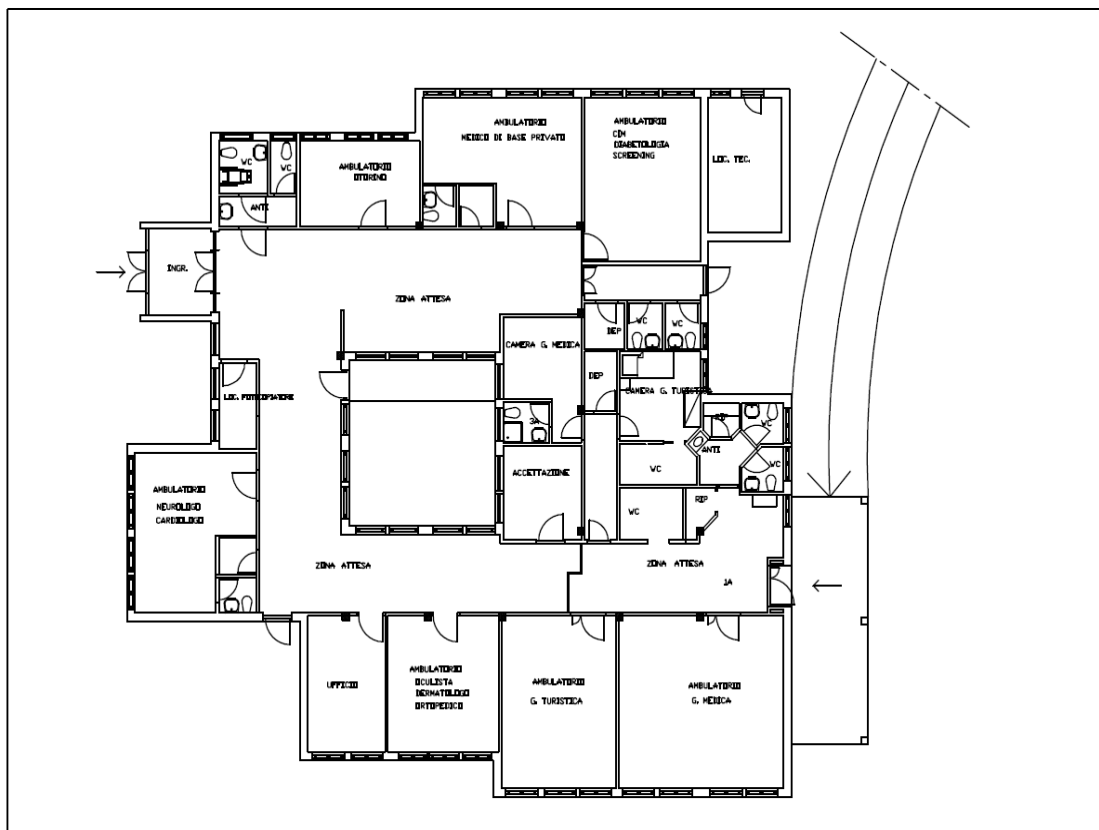 AMBULATORIO
MEDICO DI BASE PRIVATO
AMBULATORIO
CIM
DIABETOLOGIA
SCREENING
LOC. TEC.
WC
WC
AMBULATORIO
OTORINO
ANTI
INGR.
ZONA ATTESA
DEP
WC
WC
CAMERA G. MEDICA
DEP
CAMERA G. TURISTICA
LOC. FOTOCOPIATORE
WC
ANTI
WC
WC
ACCETTAZIONE
AMBULATORIO
NEUROLOGO
CARDIOLOGO
RIP
WC
ZONA ATTESA
ZONA ATTESA
UFFICIO
AMBULATORIO
OCULISTA
DERMATOLOGO
ORTOPEDICO
AMBULATORIO
G. TURISTICA
AMBULATORIO
G. MEDICA